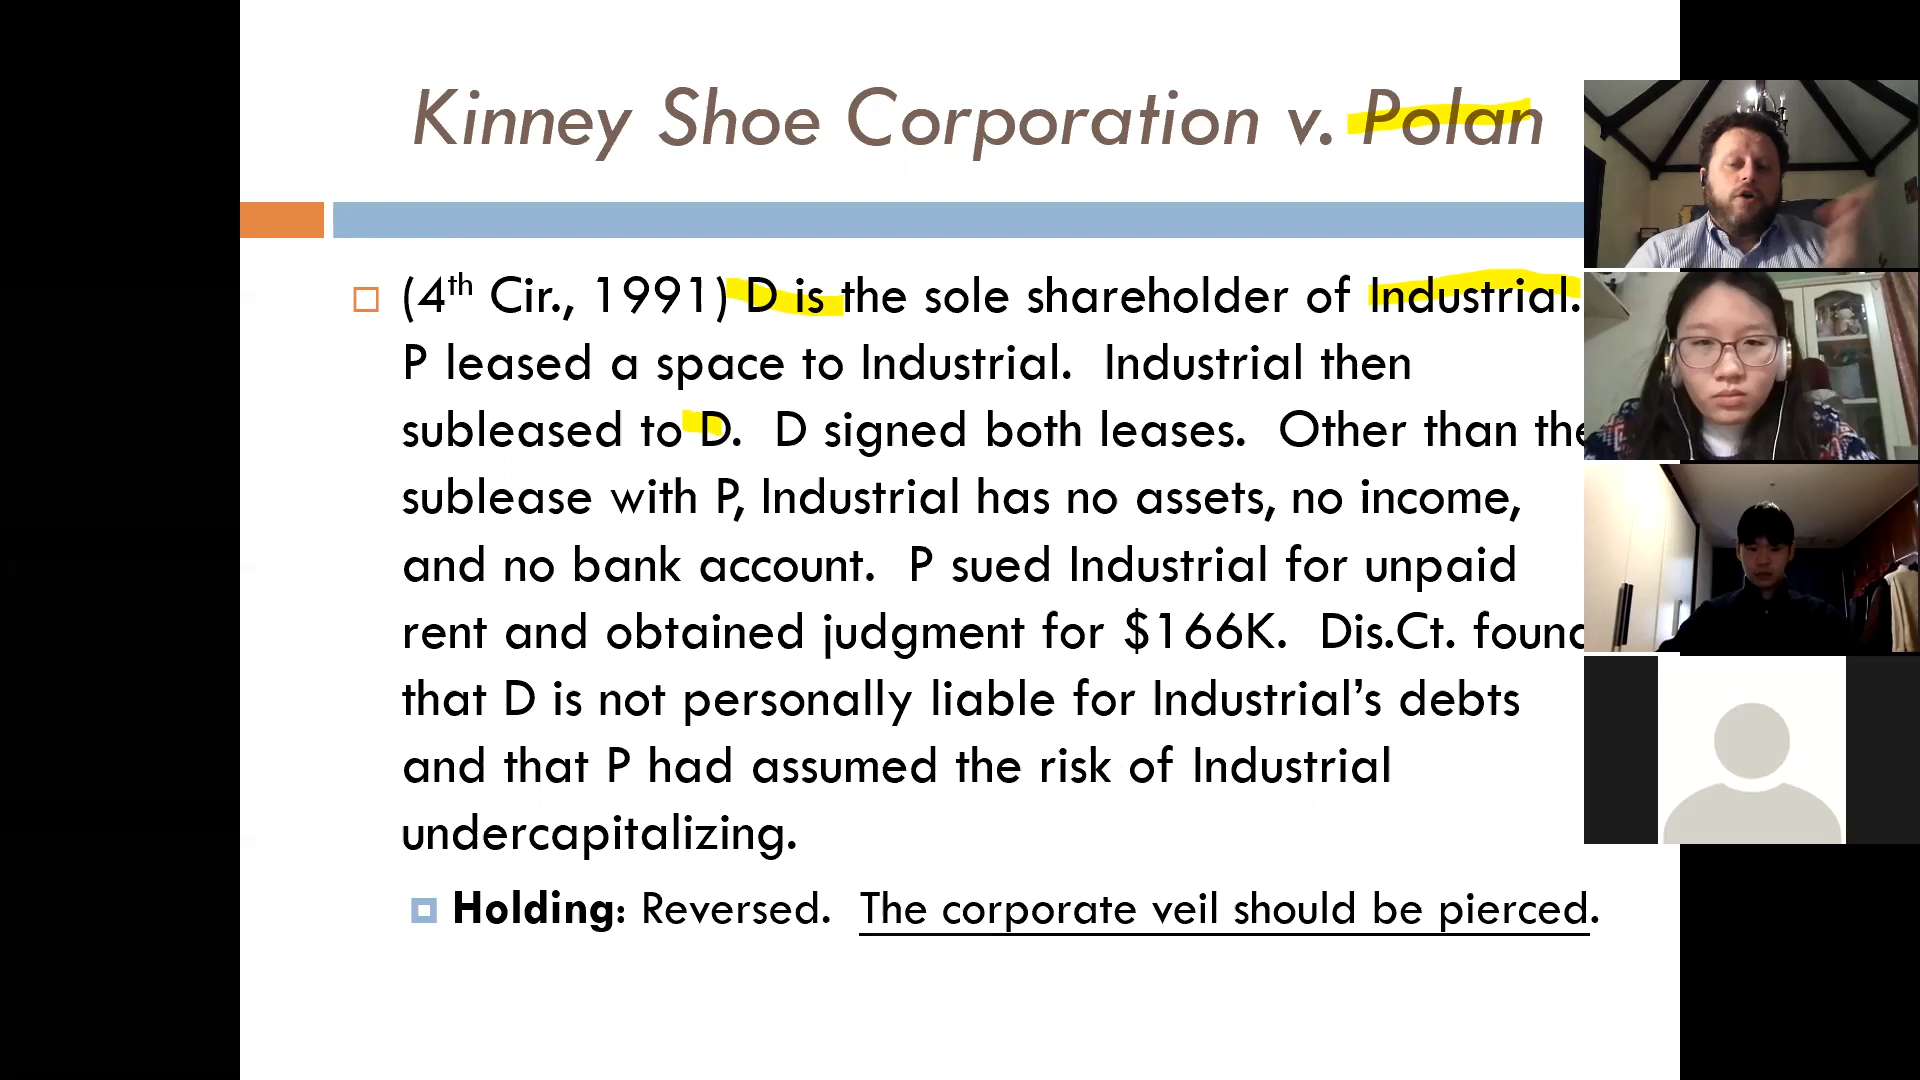 Kinney Shoe Corporation v. Polan
(4th Cir., 1991) D is the sole shareholder of Industrial.
P leased a space to Industrial.  Industrial then
subleased to D.  D signed both leases.  Other than the
sublease with P, Industrial has no assets, no income,
and no bank account.  P sued Industrial for unpaid
rent and obtained judgment for $166K.  Dis.Ct. found
that D is not personally liable for Industrial’s debts
and that P had assumed the risk of Industrial
undercapitalizing.
Holding: Reversed.  The corporate veil should be pierced.